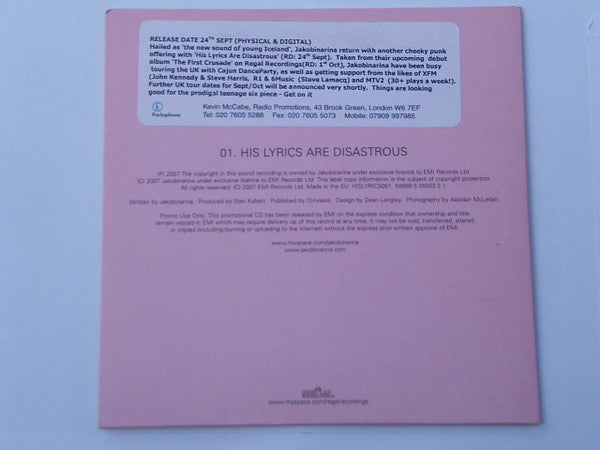 RELEASE DATE 24TH SEPT (PHYSICAL & DIGITAL)
Hailed as 'the new sound of young Iceland', Jakobinarina return with another cheeky punk
offering with 'His Lyrics Are Disastrous' (RD: 24th Sept). Taken from their upcoming debut
album 'The First Crusade' on Regal Recordings(RD: 1st Oct), Jakobinarina have been busy
touring the UK with Cajun DanceParty, as well as getting support from the likes of XFM
(John Kennedy & Steve Harris, R1 & 6Music (Steve Lamacq) and MTV2 (30+ plays a week!).
Further UK tour dates for Sept/Oct will be announced very shortly. Things are looking
good for the prodigal teenage six piece - Get on it
Parlophone
Kevin McCabe, Radio Promotions, 43 Brook Green, London W6 7EF
Tel: 020 7605 5288 Fax: 020 7605 5073 Mobile: 07909 997985
01. HIS LYRICS ARE DISASTROUS
(P) 2007 The copyright in this sound recording is owned by Jakobinarina under exclusive licence to EMI Records Ltd.
(C) 2007 Jakobinarina under exclusive licence to EMI Records Ltd. This label copy information is the subject of copyright protection.
All rights reserved. (C) 2007 EMI Records Ltd. Made in the EU. HISLYRICS001 50999 5 05003 2 1
Written by Jakobinarina. Produced by Stan Kybert. Published by Chrysalis. Design by Dean Langley. Photography by Alasdair McLellan.
Promo Use Only. This promotional CD has been released by EMI on the express condition that ownership and title
remain vested in EMI which may require delivery up of this record at any time. It may not be sold, transferred, altered
or copied (including burning or uploading to the Internet) without the express prior written approval of EMI.
www.myspace.com/jakobinarina
www.jakobinarina.com
REGAL
www.myspace.com/regalrecordings